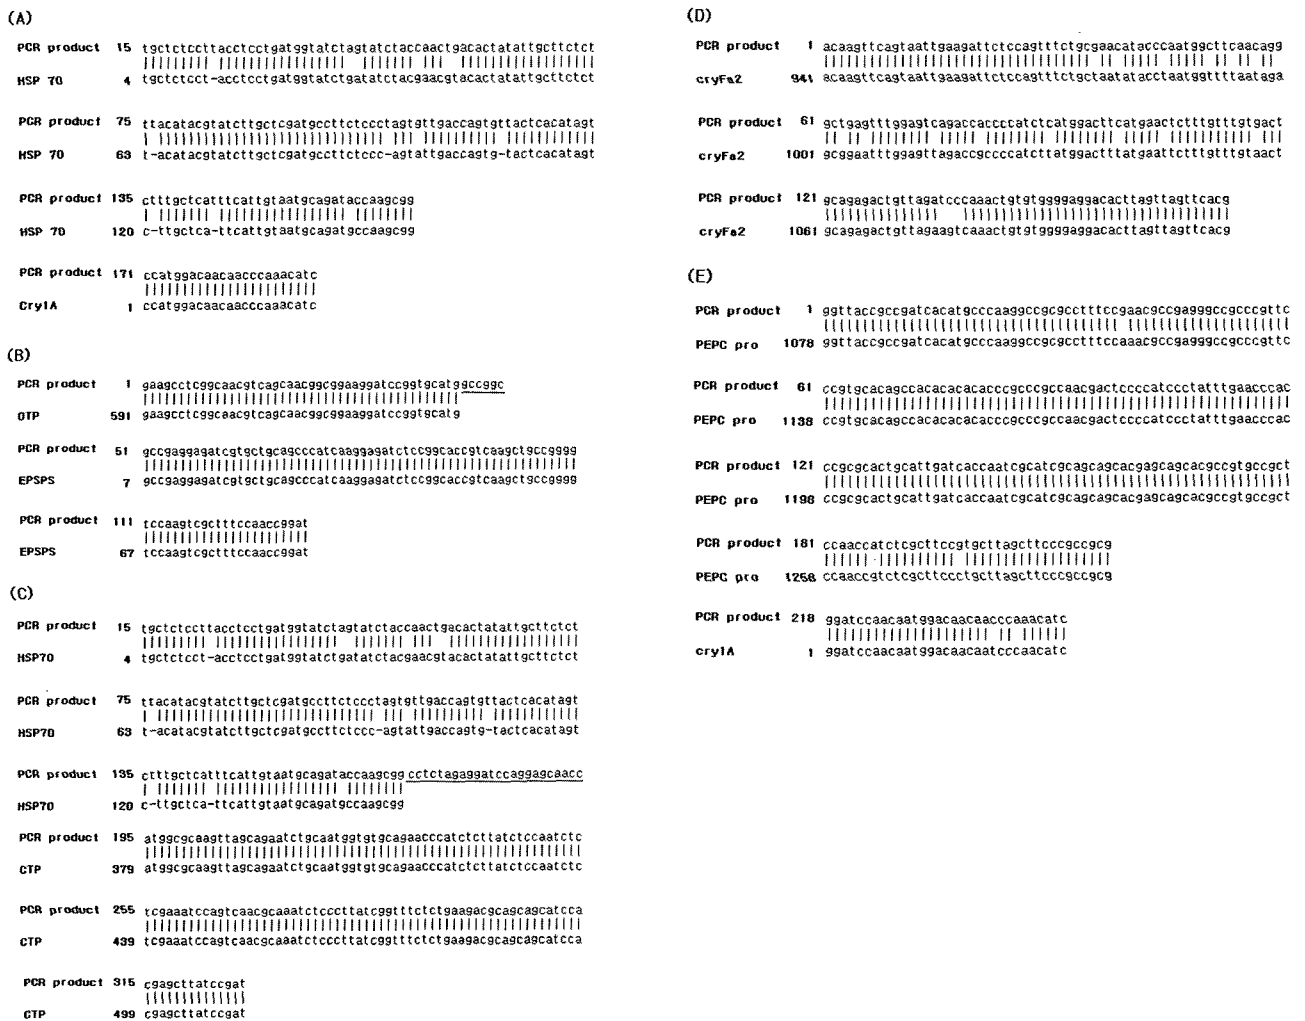 (A)
PCR product 15 tgctctccttacctcctgatggtatctagtatctaccaactgacactatattgcttctct
HSP 70 4 tgctctcct-acctcctgatggtatctgatatctacgaacgtacactatattgcttctct
PCR product 75 ttacatacgtatcttgctcgatgccttctccctagtgttgaccagtgttactcacatagt
HSP 70 63 t-acatacgtatcttgctcgatgccttctccc-agtattgaccagtg-tactcacatagt
PCR product 135 ctttgctcatttcattgtaatgcagataccaagcgg
HSP 70 120 c-ttgctca-ttcattgtaatgcagatgccaagcgg
PCR product 171 ccatggacaacaacccaaacatc
Cry1A 1 ccatggacaacaacccaaacatc
(B)
PCR product 1 gaagcctcggcaacgtcagcaacggcggaaggatccggtgcatggccggc
OTP 591 gaagcctcggcaacgtcagcaacggcggaaggatccggtgcatg
PCR product 51 gccgaggagatcgtgctgcagcccatcaaggagatctccggcaccgtcaagctgccgggg
EPSPS 7 gccgaggagatcgtgctgcagcccatcaaggagatctccggcaccgtcaagctgccgggg
PCR product 111 tccaagtcgctttccaaccggat
EPSPS 67 tccaagtcgctttccaaccggat
(C)
PCR product 15 tgctctccttacctcctgatggtatctagtatctaccaactgacactatattgcttctct
HSP70 4 tgctctcct-acctcctgatggtatctgatatctacgaacgtacactatattgcttctct
PCR product 75 ttacatacgtatcttgctcgatgccttctccctagtgttgaccagtgttactcacatagt
HSP70 63 t-acatacgtatcttgctcgatgccttctccc-agtattgaccagtg-tactcacatagt
PCR product 135 ctttgctcatttcattgtaatgcagataccaagcgg cctctagaggatccaggagcaacc
HSP70 120 c-ttgctca-ttcattgtaatgcagatgccaagcgg
PCR product 195 atggcgcaagttagcagaatctgcaatggtgtgcagaacccatctcttatctccaatctc
CTP 379 atggcgcaagttagcagaatctgcaatggtgtgcagaacccatctcttatctccaatctc
PCR product 255 tcgaaatccagtcaacgcaaatctcccttatcggtttctctgaagacgcagcagcatcca
CTP 439 tcgaaatccagtcaacgcaaatctcccttatcggtttctctgaagacgcagcagcatcca
PCR product 315 cgagcttatccgat
CTP 499 cgagcttatccgat
(D)
PCR product 1 acaagttcagtaattgaagattctccagtttctgcgaacatacccaatggcttcaacagg
cryFa2 941 acaagttcagtaattgaagattctccagtttctgctaatatacctaatggttttaataga
PCR product 61 gctgagtttggagtcagaccaccccatctcatggacttcatgaactctttgtttgtgact
cryFa2 1001 gcggaatttggagttagaccgccccatcttatggactttatgaattctttgtttgtaact
PCR product 121 gcagagactgttagatcccaaactgtgtggggaggacacttagttagttcacg
cryFa2 1061 gcagagactgttagaagtcaaactgtgtggggaggacacttagttagttcacg
(E)
PCR product 1 ggttaccgccgatcacatgcccaaggccgcgcctttccgaacgccgagggccgcccgttc
PEPC pro 1078 ggttaccgccgatcacatgcccaaggccgcgcctttccaaacgccgagggccgcccgttc
PCR product 61 ccgtgcacagccacacacacacccgcccgccaacgactccccatccctatttgaacccac
PEPC pro 1138 ccgtgcacagccacacacacacccgcccgccaacgactccccatccctatttgaacccac
PCR product 121 ccgcgcactgcattgatcaccaatcgcatcgcagcagcacgagcagcacgccgtgccgct
PEPC pro 1198 ccgcgcactgcattgatcaccaatcgcatcgcagcagcacgagcagcacgccgtgccgct
PCR product 181 ccaaccatctcgcttccgtgcttagcttcccgccgcg
PEPC pro 1258 ccaaccgtctcgcttccctgcttagcttcccgccgcg
PCR product 218 ggatccaacaatggacaacaacccaaacatc
cry1A 1 ggatccaacaatggacaacaatcccaacatc